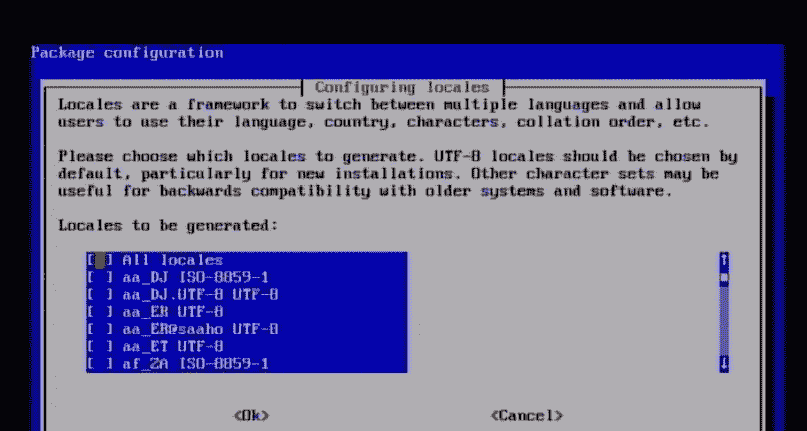 Package configuration
Configuring locales
Locales are a framework to switch between multiple languages and allow
users to use their language, country, characters, collation order, etc.
Please choose which locales to generate. UTF-8 locales should be chosen by
default, particularly for new installations. Other character sets may be
useful for backwards compatibility with older systems and software.
Locales to be generated:
[ ] All locales
[ ] aa_DJ ISO-8859-1
[ ] aa_DJ.UTF-8 UTF-8
[ ] aa_ER UTF-8
[ ] aa_ER@saaho UTF-8
[ ] aa_ET UTF-8
[ ] af_ZA ISO-8859-1
<Ok> <Cancel>